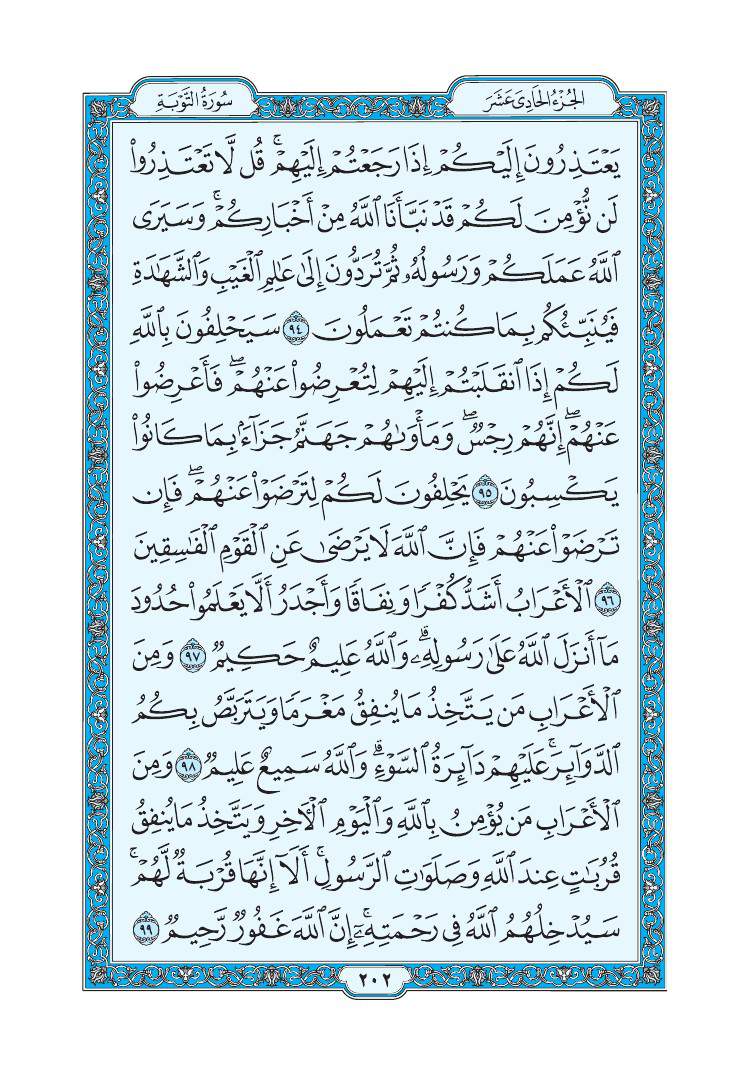 الجُزْءُ الحَادِىَ عَشَرَ
سُورَةُ التَّوْبَةِ
يَعْتَذِرُونَ إِلَيْكُمْ إِذَا رَجَعْتُمْ إِلَيْهِمْۚ قُل لَّا تَعْتَذِرُوا۟
لَن نُّؤْمِنَ لَكُمْ قَدْ نَبَّأَنَا ٱللَّهُ مِنْ أَخْبَارِكُمْۚ وَسَيَرَى
ٱللَّهُ عَمَلَكُمْ وَرَسُولُهُۥ ثُمَّ تُرَدُّونَ إِلَىٰ عَٰلِمِ ٱلْغَيْبِ وَٱلشَّهَٰدَةِ
فَيُنَبِّئُكُم بِمَا كُنتُمْ تَعْمَلُونَ ٩٤ سَيَحْلِفُونَ بِٱللَّهِ
لَكُمْ إِذَا ٱنقَلَبْتُمْ إِلَيْهِمْ لِتُعْرِضُوا۟ عَنْهُمْۖ فَأَعْرِضُوا۟
عَنْهُمْۖ إِنَّهُمْ رِجْسٌۖ وَمَأْوَىٰهُمْ جَهَنَّمُ جَزَآءًۢ بِمَا كَانُوا۟
يَكْسِبُونَ ٩٥ يَحْلِفُونَ لَكُمْ لِتَرْضَوْا۟ عَنْهُمْۖ فَإِن
تَرْضَوْا۟ عَنْهُمْ فَإِنَّ ٱللَّهَ لَا يَرْضَىٰ عَنِ ٱلْقَوْمِ ٱلْفَٰسِقِينَ
٩٦ ٱلْأَعْرَابُ أَشَدُّ كُفْرًا وَنِفَاقًا وَأَجْدَرُ أَلَّا يَعْلَمُوا۟ حُدُودَ
مَآ أَنزَلَ ٱللَّهُ عَلَىٰ رَسُولِهِۦۗ وَٱللَّهُ عَلِيمٌ حَكِيمٌ ٩٧ وَمِنَ
ٱلْأَعْرَابِ مَن يَتَّخِذُ مَا يُنفِقُ مَغْرَمًا وَيَتَرَبَّصُ بِكُمُ
ٱلدَّوَآئِرَۚ عَلَيْهِمْ دَآئِرَةُ ٱلسَّوْءِۗ وَٱللَّهُ سَمِيعٌ عَلِيمٌ ٩٨ وَمِنَ
ٱلْأَعْرَابِ مَن يُؤْمِنُ بِٱللَّهِ وَٱلْيَوْمِ ٱلْءَاخِرِ وَيَتَّخِذُ مَا يُنفِقُ
قُرُبَٰتٍ عِندَ ٱللَّهِ وَصَلَوَٰتِ ٱلرَّسُولِۚ أَلَآ إِنَّهَا قُرْبَةٌ لَّهُمْۚ
سَيُدْخِلُهُمُ ٱللَّهُ فِى رَحْمَتِهِۦٓۚ إِنَّ ٱللَّهَ غَفُورٌ رَّحِيمٌ ٩٩
٢٠٢